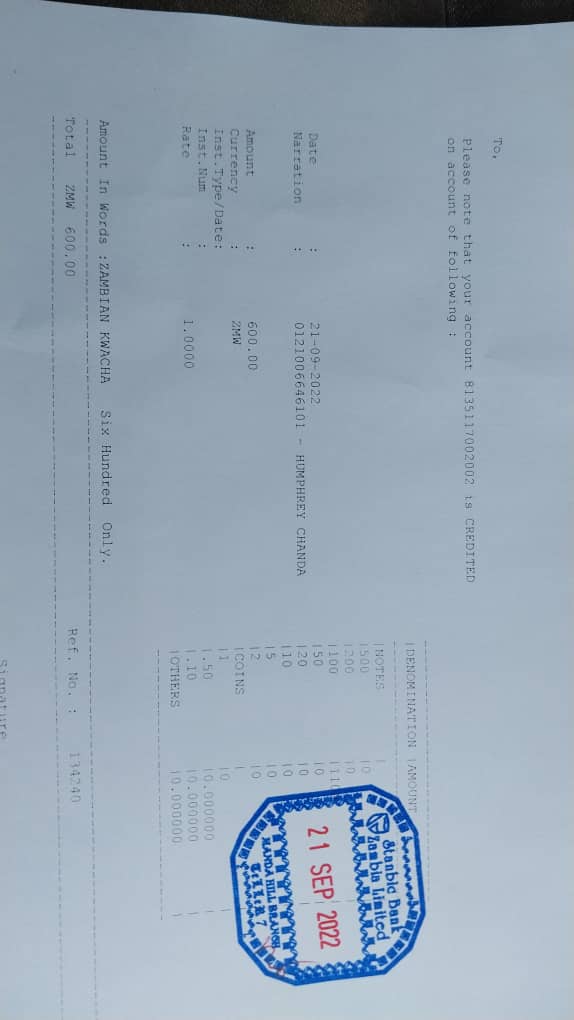 To,
Please note that your account 8135117002002 is CREDITED
on account of following :
Date : 21-09-2022
Narration : 0121006646101 - HUMPHREY CHANDA
Amount : 600.00
Currency : ZMW
Inst.Type/Date:
Inst.Num :
Rate : 1.0000
|DENOMINATION |AMOUNT
|NOTES |
|500 |0
|200 |0
|100
|50 |0
|20 |0
|10 |0
|5 |0
|2 |0
|COINS |
|1 |0
|.50 |0.000000 |
|.10 |0.000000 |
|OTHERS |0.000000 |
Stanbic Bank
Zambia Limited
21 SEP 2022
MANDA HILL BRANCH
Amount In Words :ZAMBIAN KWACHA Six Hundred Only.
Total ZMW 600.00 Ref. No. : 134240
Signature